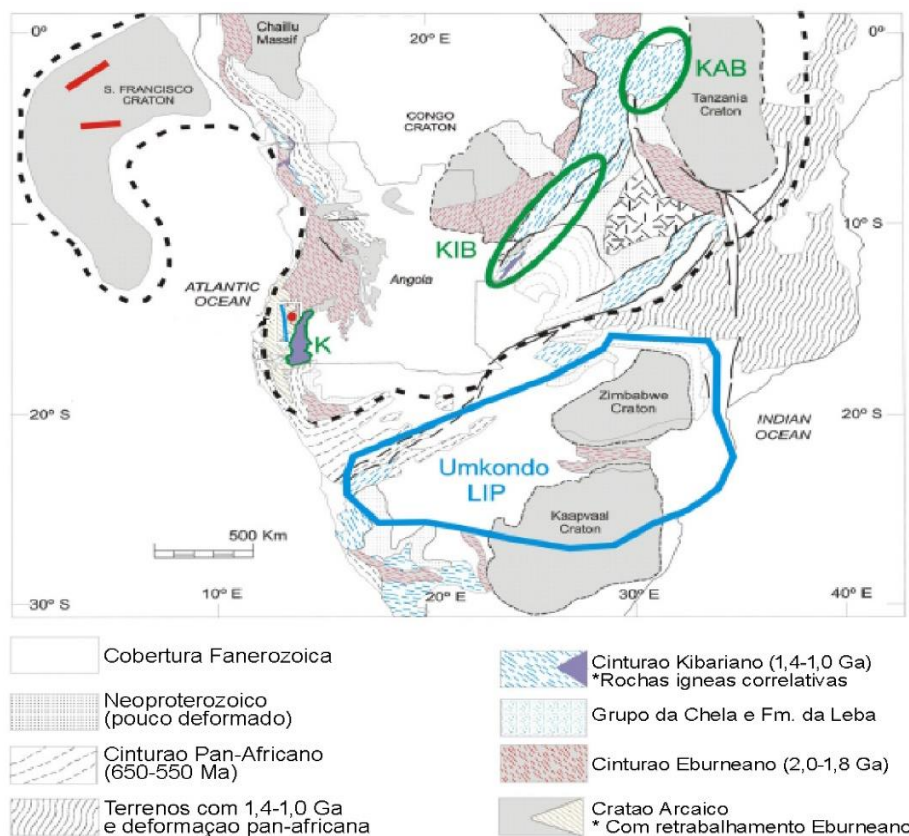 0°
Chaillu
Massif
20° E
0°
KAB
S. FRANCISCO
CRATON
Tanzania
Craton
CONGO
CRATON
10° S
KIB
Angola
ATLANTIC
OCEAN
K
Zimbabwe
Craton
20° S
INDIAN
OCEAN
20° S
Umkondo
LIP
Kaapvaal
Craton
500 Km
30° S
10° E
20° E
30° E
40° E
Cobertura Fanerozoica
Neoproterozoico
(pouco deformado)
Cinturao Pan-Africano
(650-550 Ma)
Terrenos com 1,4-1,0 Ga
e deformaçao pan-africana
Cinturao Kibariano (1,4-1,0 Ga)
*Rochas igneas correlativas
Grupo da Chela e Fm. da Leba
Cinturao Eburneano (2,0-1,8 Ga)
Cratao Arcaico
* Com retrabalhamento Eburneano